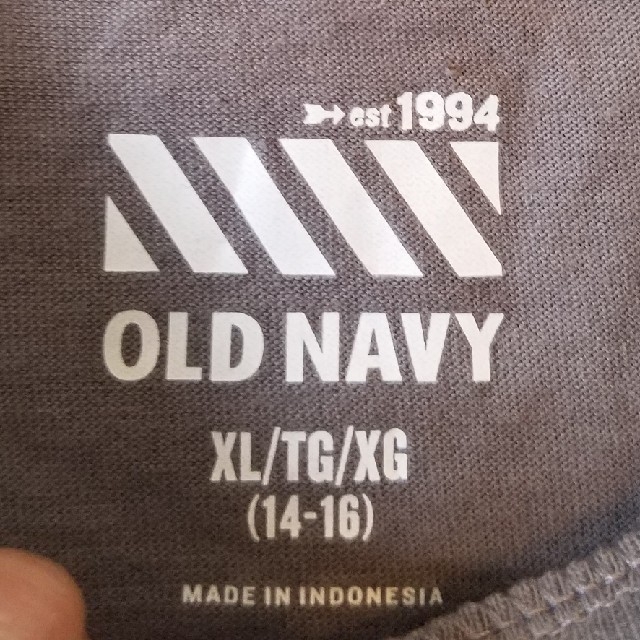 est 1994
OLD NAVY
XL/TG/XG
(14-16)
MADE IN INDONESIA